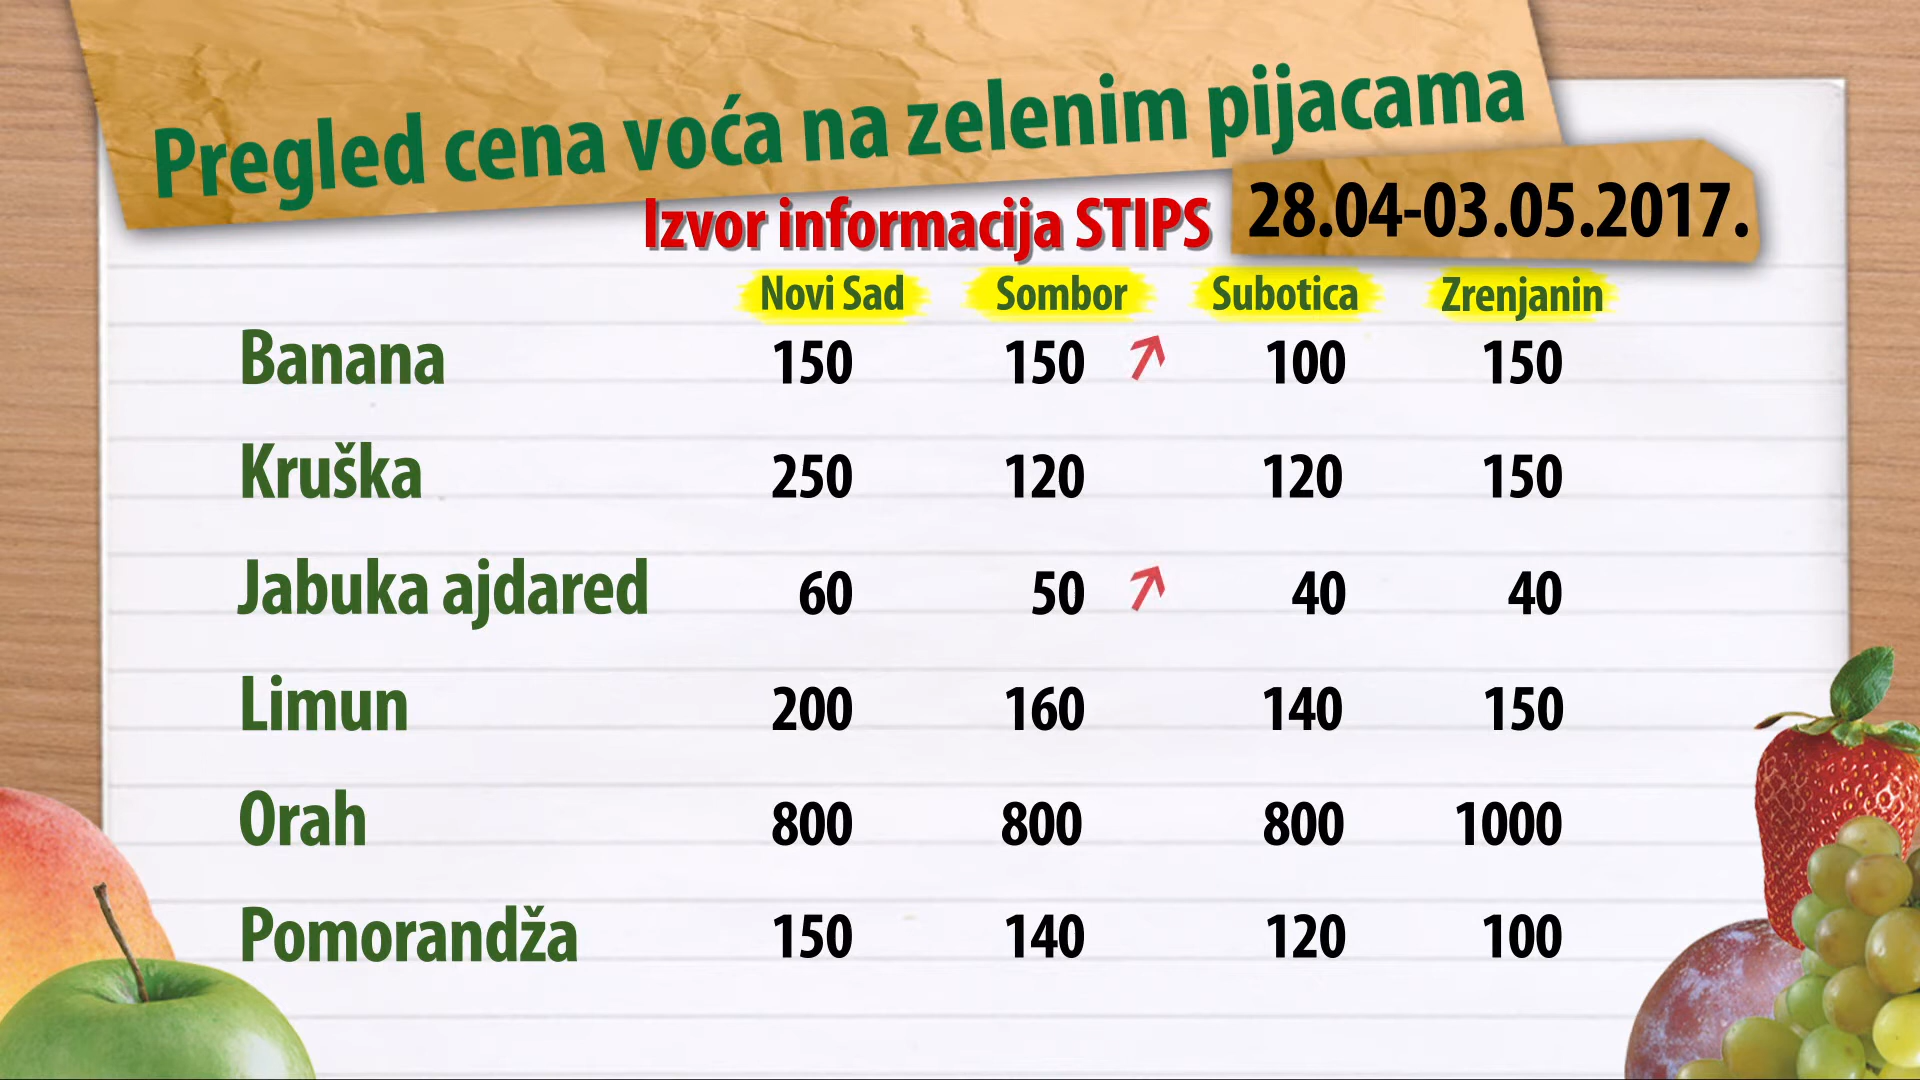 Pregled cena voća na zelenim pijacama
Izvor informacija STIPS 28.04-03.05.2017.
Novi Sad Sombor Subotica Zrenjanin
Banana 150 150 100 150
Kruška 250 120 120 150
Jabuka ajdared 60 50 40 40
Limun 200 160 140 150
Orah 800 800 800 1000
Pomorandža 150 140 120 100